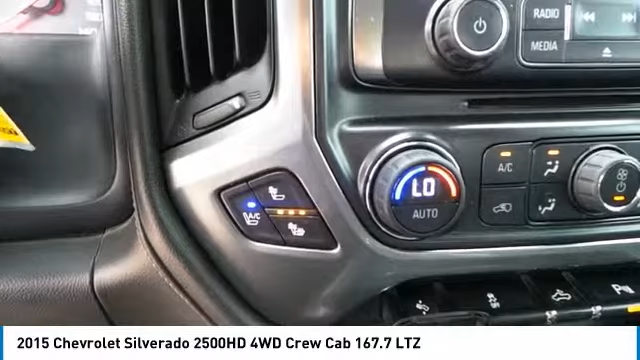 RADIO
MEDIA
A/C
LO
AUTO
A/C
2015 Chevrolet Silverado 2500HD 4WD Crew Cab 167.7 LTZ